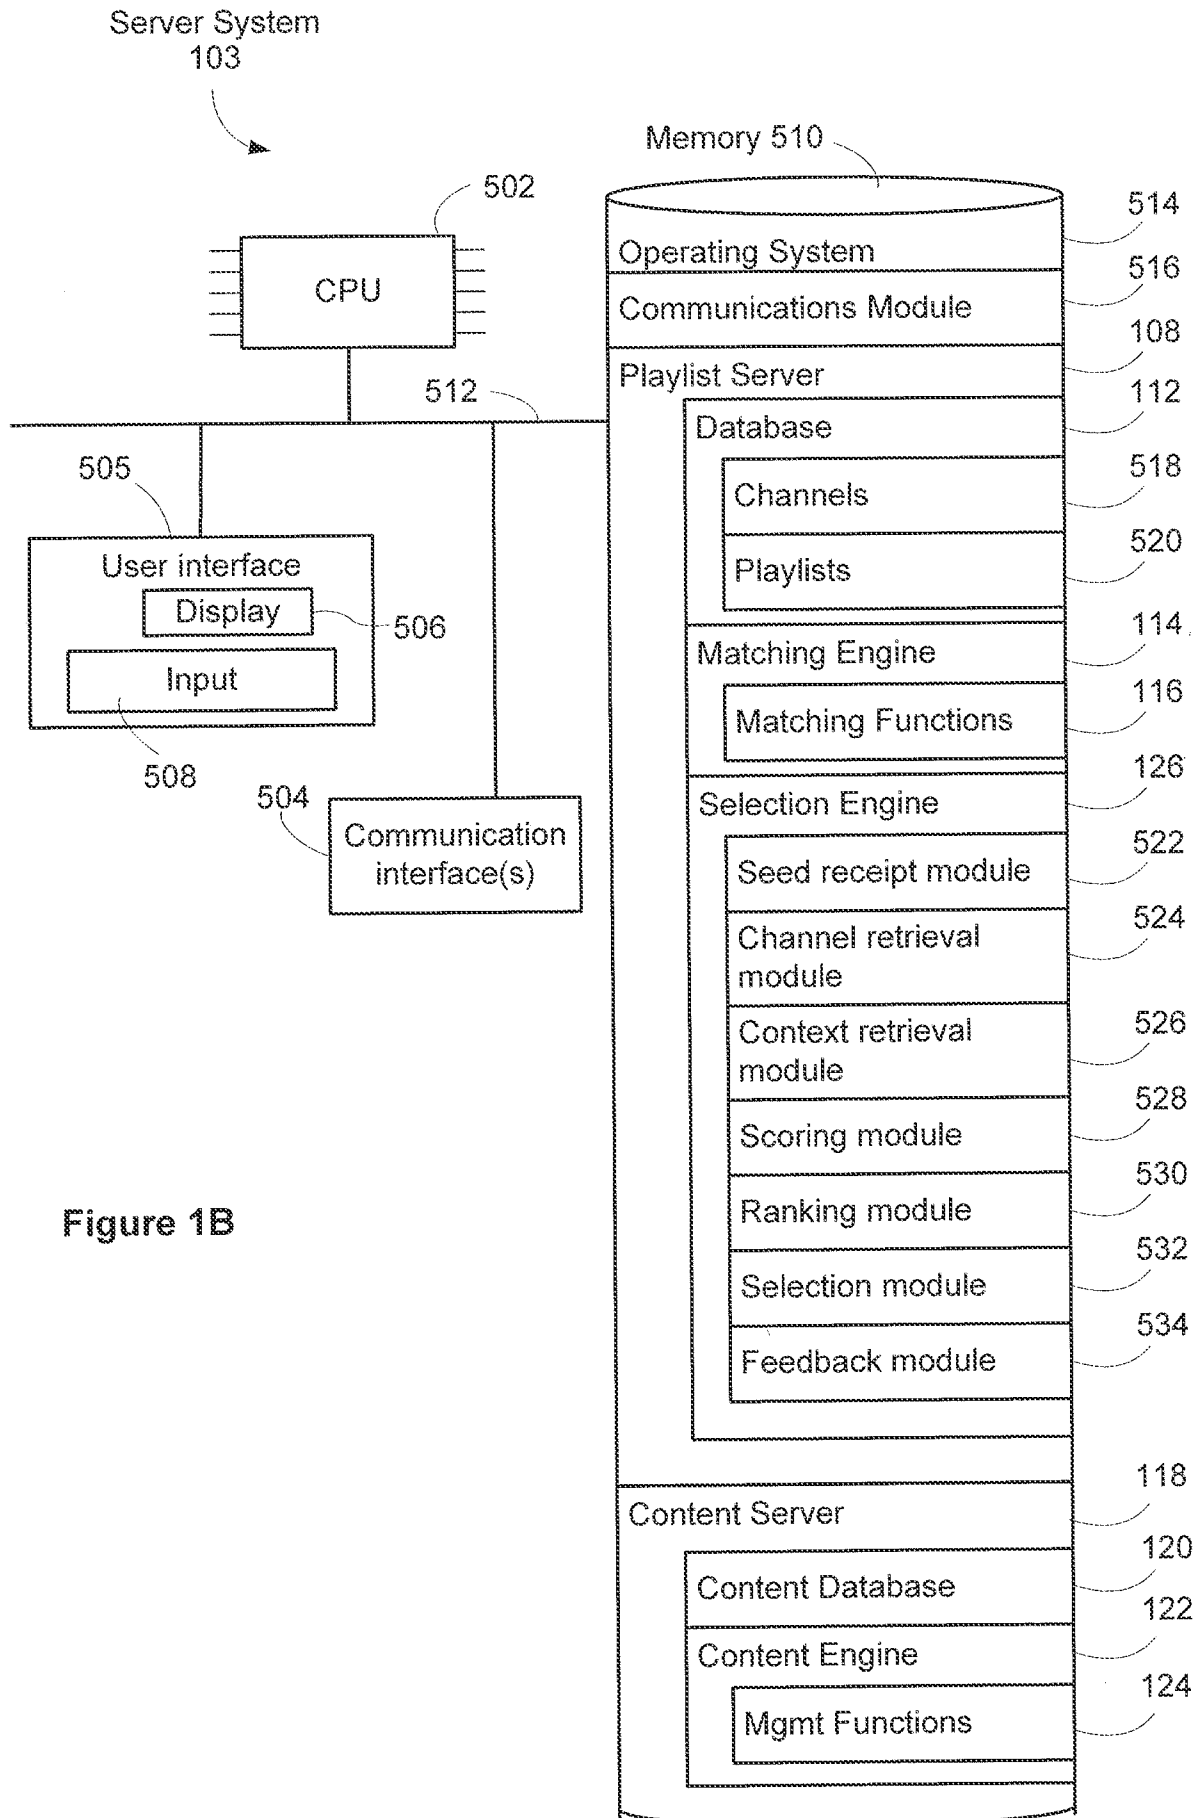 Server System
103
Memory 510
502
CPU
512
505
User interface
Display
506
Input
508
504
Communication
interface(s)
Operating System
514
Communications Module
516
Playlist Server
108
Database
112
Channels
518
Playlists
520
Matching Engine
114
Matching Functions
116
Selection Engine
126
Seed receipt module
522
Channel retrieval
module
524
Context retrieval
module
526
Scoring module
528
Ranking module
530
Selection module
532
Feedback module
534
Content Server
118
Content Database
120
Content Engine
122
Mgmt Functions
124
Figure 1B